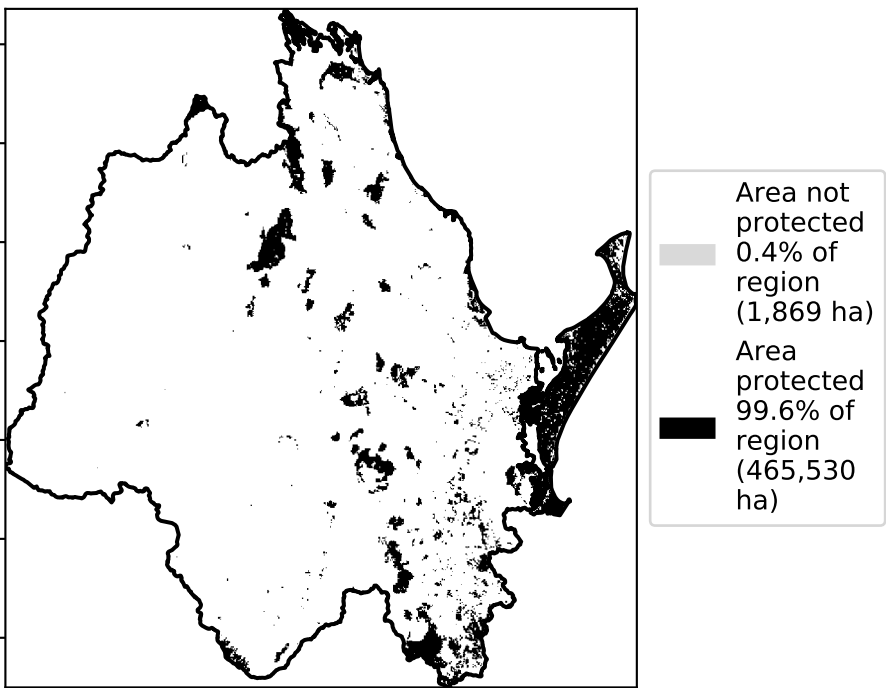 Area not
protected
0.4% of
region
(1,869 ha)
Area
protected
99.6% of
region
(465,530
ha)